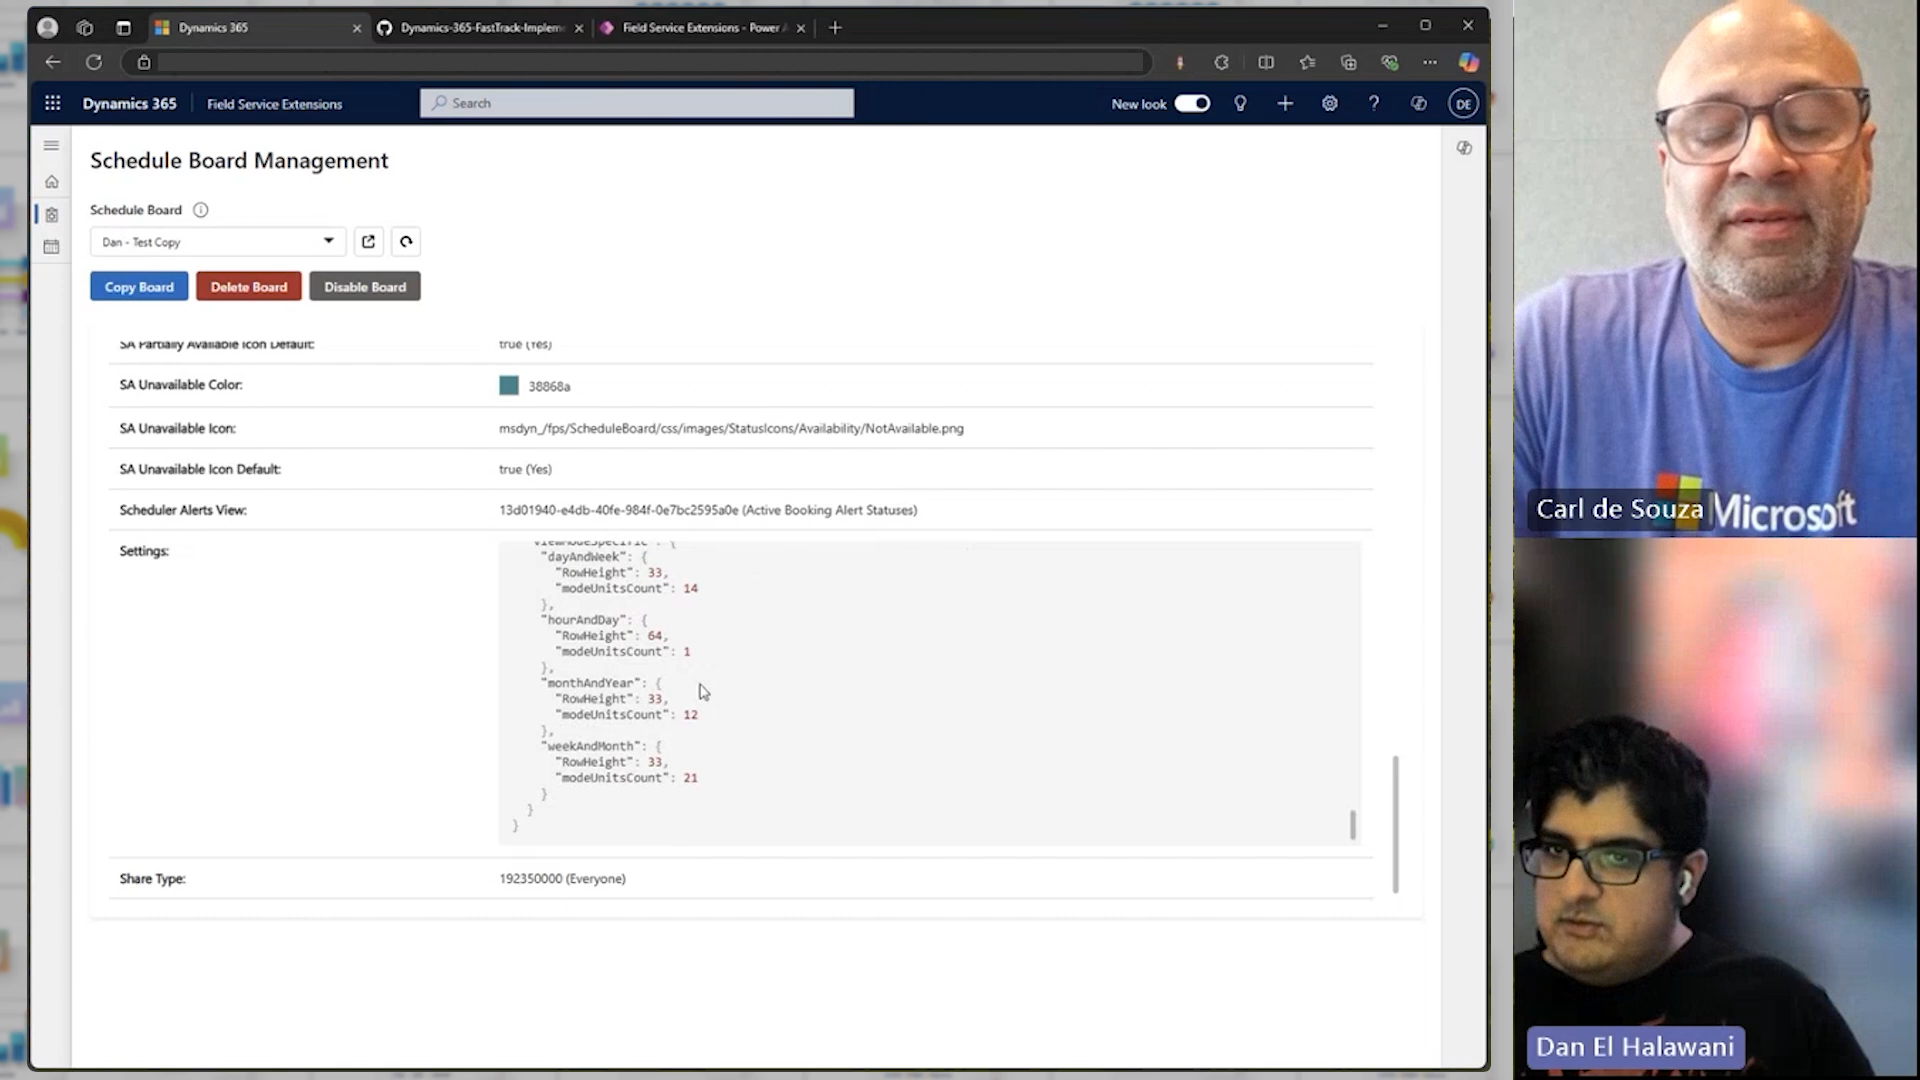 Dynamics 365
Dynamics-365-FastTrack-Implem
Field Service Extensions - Power
Dynamics 365
Field Service Extensions
Search
New look
DE
Schedule Board Management
Schedule Board
Dan - Test Copy
Copy Board
Delete Board
Disable Board
SA Partially Available Icon Default:
true (Yes)
SA Unavailable Color:
38868a
SA Unavailable Icon:
msdyn_/fps/ScheduleBoard/css/images/StatusIcons/Availability/NotAvailable.png
SA Unavailable Icon Default:
true (Yes)
Scheduler Alerts View:
13d01940-e4db-40fe-984f-0e7bc2595a0e (Active Booking Alert Statuses)
Settings:
"viewModeSpecific": {
"dayAndWeek": {
"RowHeight": 33,
"modeUnitsCount": 14
},
"hourAndDay": {
"RowHeight": 64,
"modeUnitsCount": 1
},
"monthAndYear": {
"RowHeight": 33,
"modeUnitsCount": 12
},
"weekAndMonth": {
"RowHeight": 33,
"modeUnitsCount": 21
}
}
}
Share Type:
192350000 (Everyone)
Carl de Souza
Microsoft
Dan El Halawani